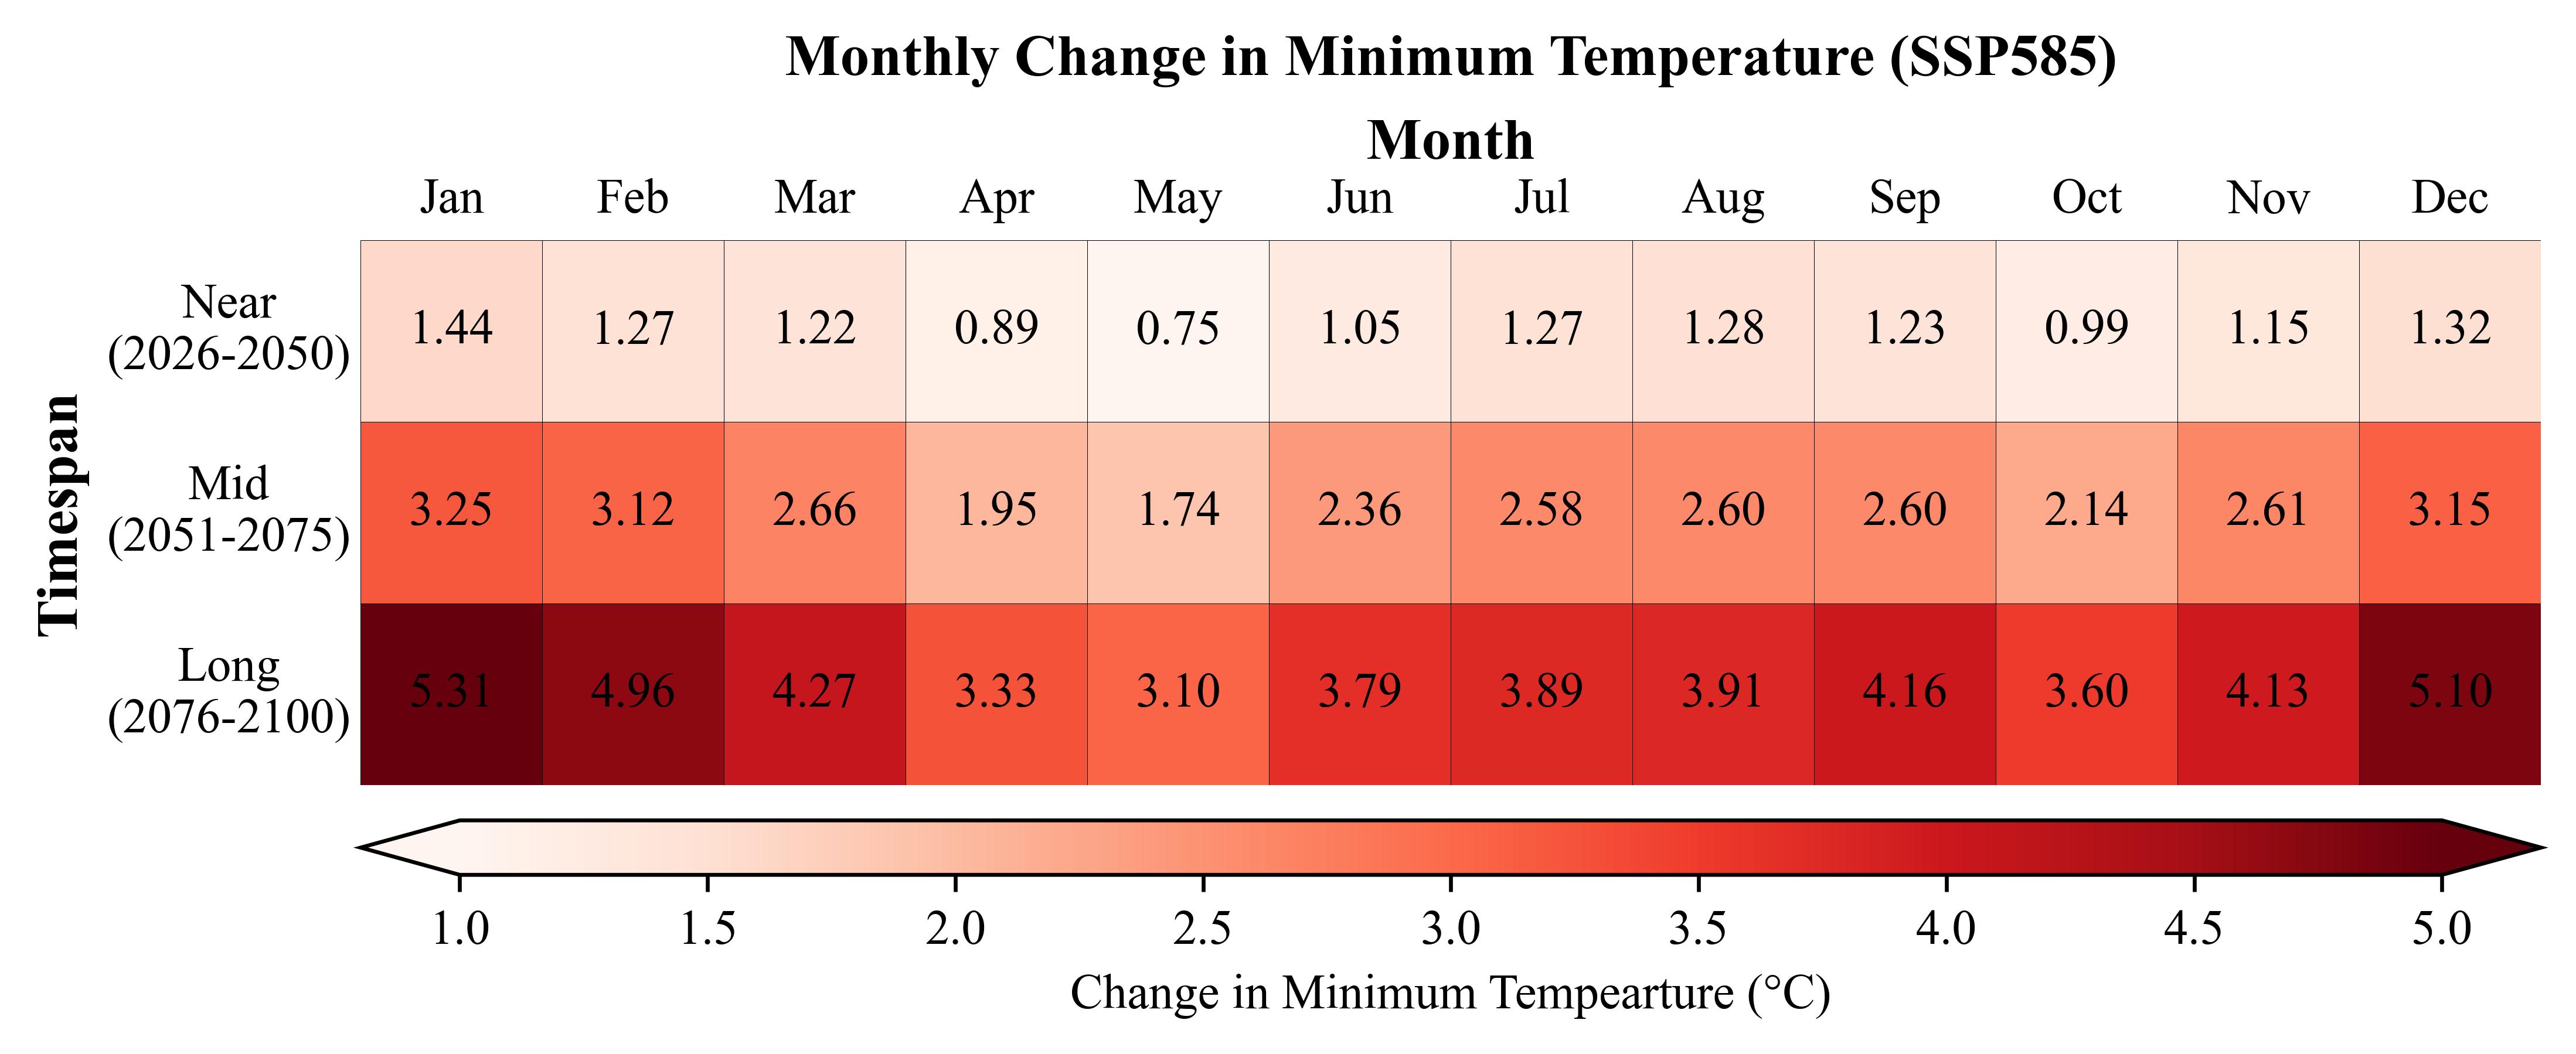 Monthly Change in Minimum Temperature (SSP585)
Month
Jan Feb Mar Apr May Jun Jul Aug Sep Oct Nov Dec
Timespan
Near
(2026-2050)
1.44 1.27 1.22 0.89 0.75 1.05 1.27 1.28 1.23 0.99 1.15 1.32
Mid
(2051-2075)
3.25 3.12 2.66 1.95 1.74 2.36 2.58 2.60 2.60 2.14 2.61 3.15
Long
(2076-2100)
5.31 4.96 4.27 3.33 3.10 3.79 3.89 3.91 4.16 3.60 4.13 5.10
1.0 1.5 2.0 2.5 3.0 3.5 4.0 4.5 5.0
Change in Minimum Tempearture (°C)